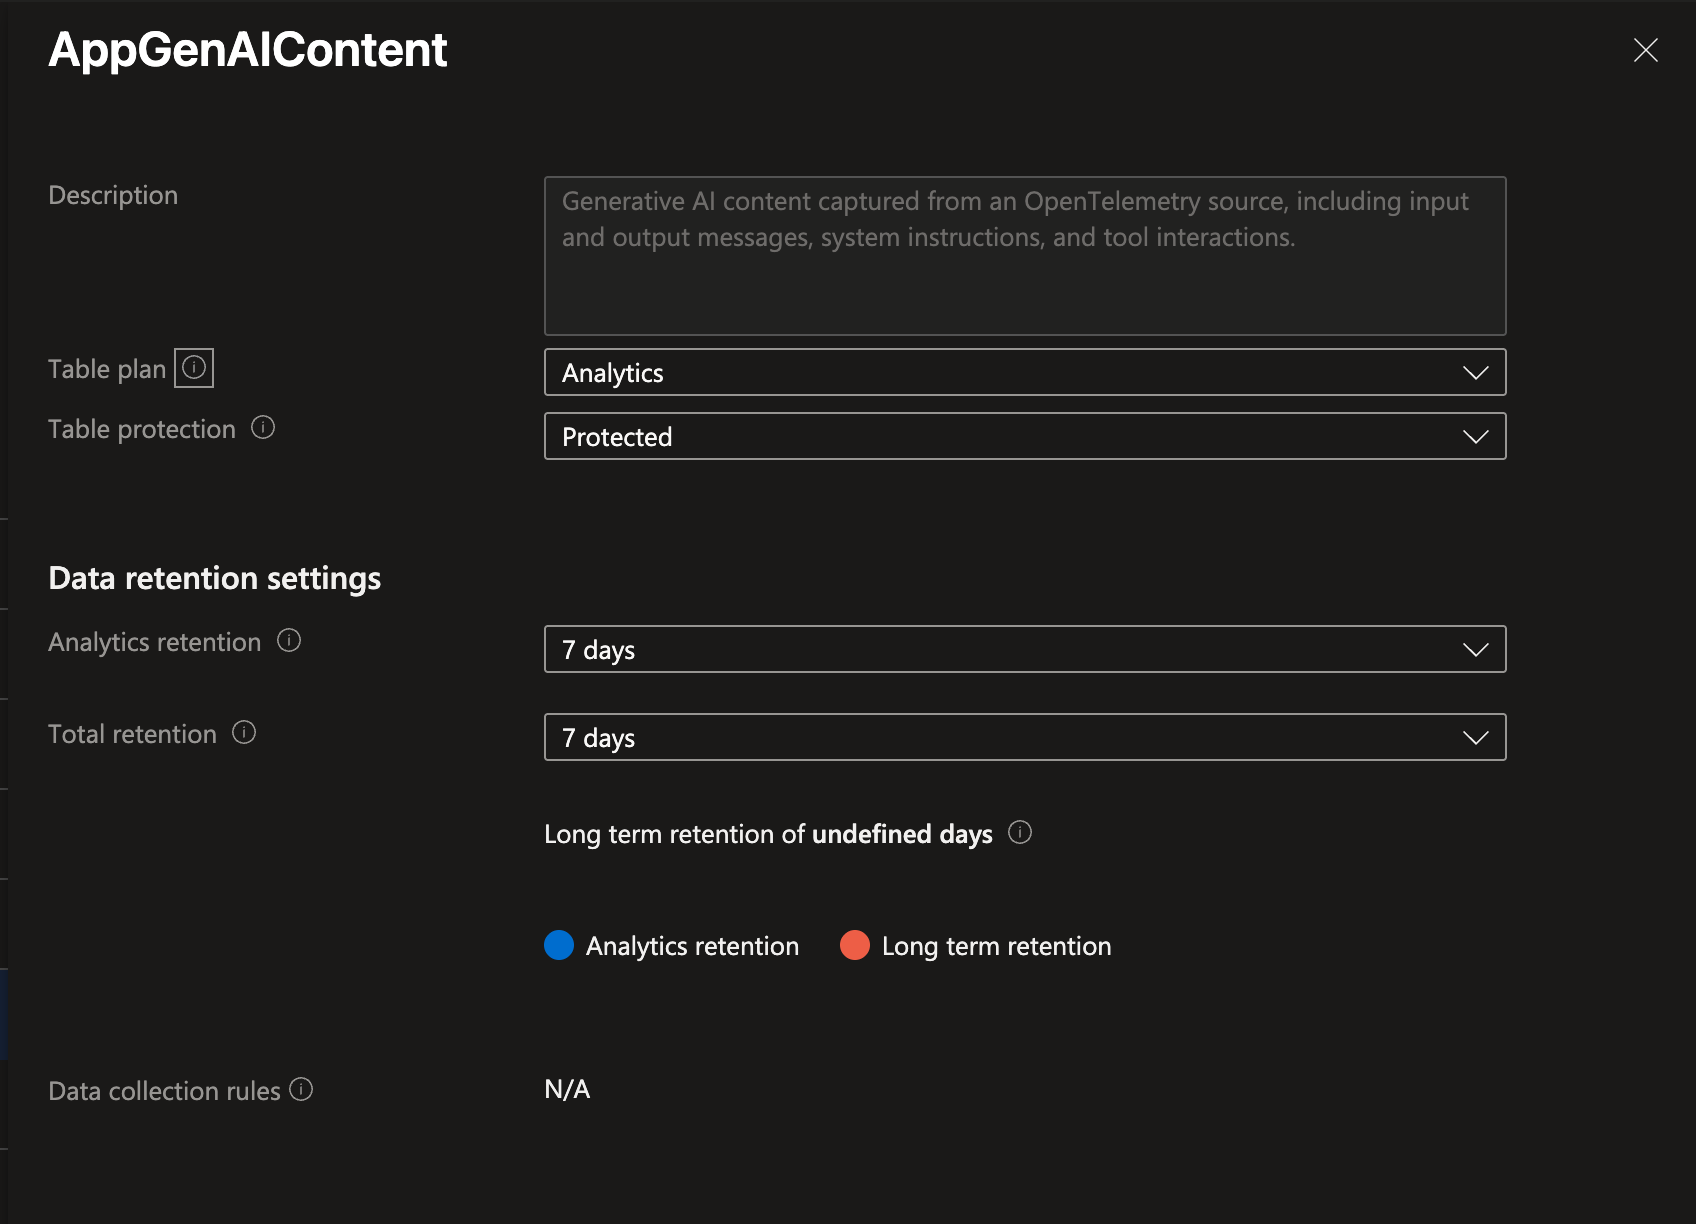 AppGenAIContent
Description
Generative AI content captured from an OpenTelemetry source, including input
and output messages, system instructions, and tool interactions.
Table plan
Analytics
Table protection
Protected
Data retention settings
Analytics retention
7 days
Total retention
7 days
Long term retention of undefined days
Analytics retention
Long term retention
Data collection rules
N/A